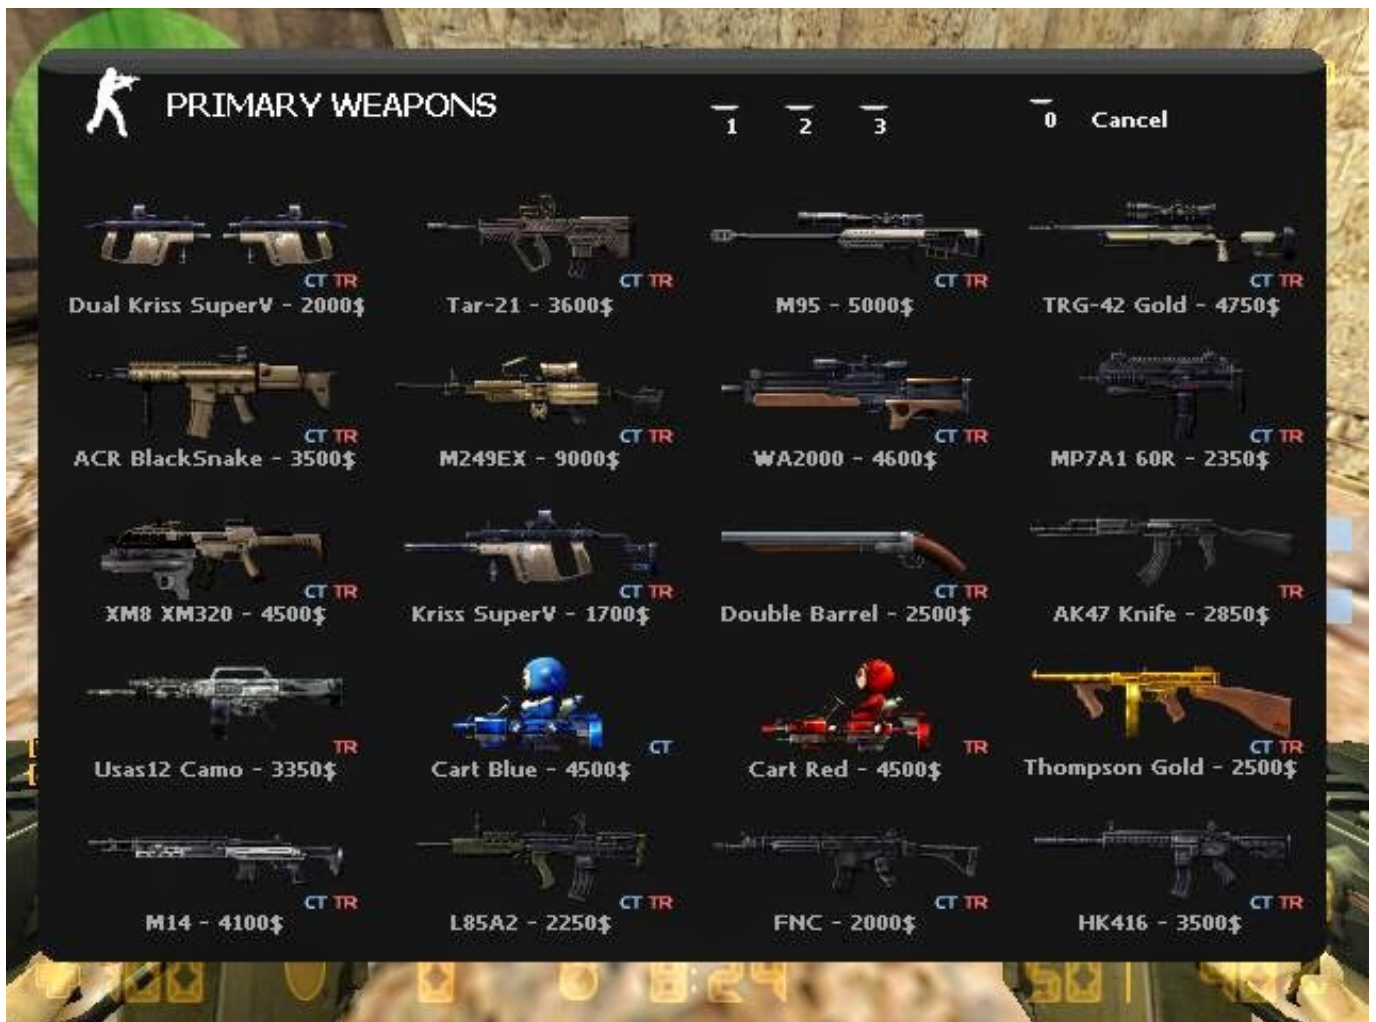 PRIMARY WEAPONS
1 2 3 0 Cancel
CT TR CT TR CT TR CT TR
Dual Kriss SuperV - 2000$ Tar-21 - 3600$ M95 - 5000$ TRG-42 Gold - 4750$
CT TR CT TR CT TR CT TR
ACR BlackSnake - 3500$ M249EX - 9000$ WA2000 - 4600$ MP7A1 60R - 2350$
CT TR CT TR CT TR TR
XM8 XM320 - 4500$ Kriss SuperV - 1700$ Double Barrel - 2500$ AK47 Knife - 2850$
TR CT TR CT TR
Usas12 Camo - 3350$ Cart Blue - 4500$ Cart Red - 4500$ Thompson Gold - 2500$
CT TR CT TR CT TR CT TR
M14 - 4100$ L85A2 - 2250$ FNC - 2000$ HK416 - 3500$
8:24